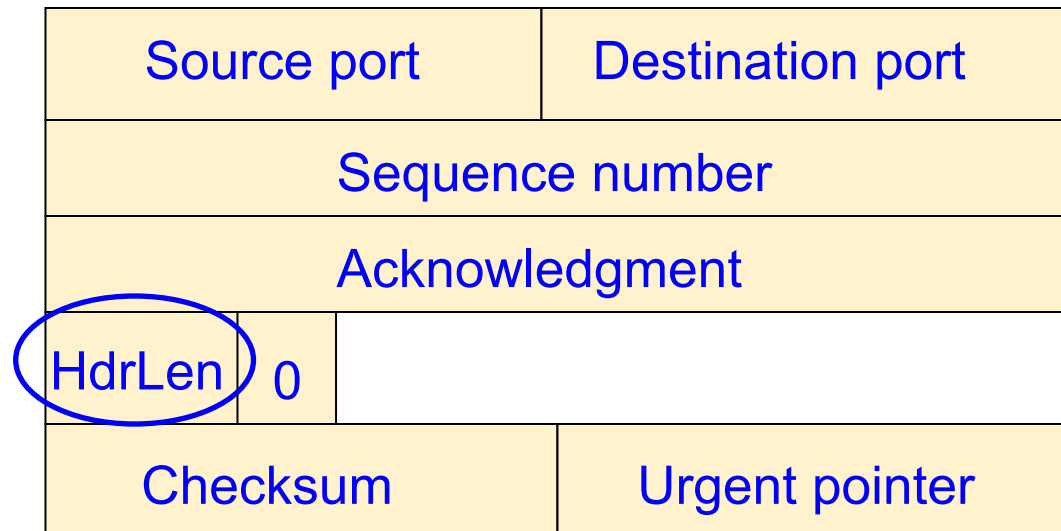 Source port Destination port
Sequence number
Acknowledgment
HdrLen 0
Checksum Urgent pointer